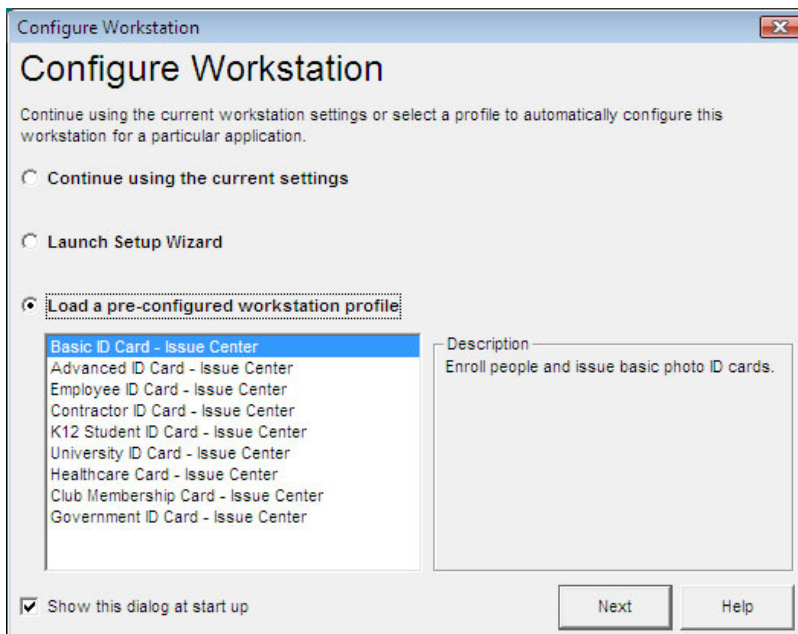 Configure Workstation
Configure Workstation
Continue using the current workstation settings or select a profile to automatically configure this
workstation for a particular application.
Continue using the current settings
Launch Setup Wizard
Load a pre-configured workstation profile
Basic ID Card - Issue Center
Advanced ID Card - Issue Center
Employee ID Card - Issue Center
Contractor ID Card - Issue Center
K12 Student ID Card - Issue Center
University ID Card - Issue Center
Healthcare Card - Issue Center
Club Membership Card - Issue Center
Government ID Card - Issue Center
Description
Enroll people and issue basic photo ID cards.
Show this dialog at start up
Next
Help